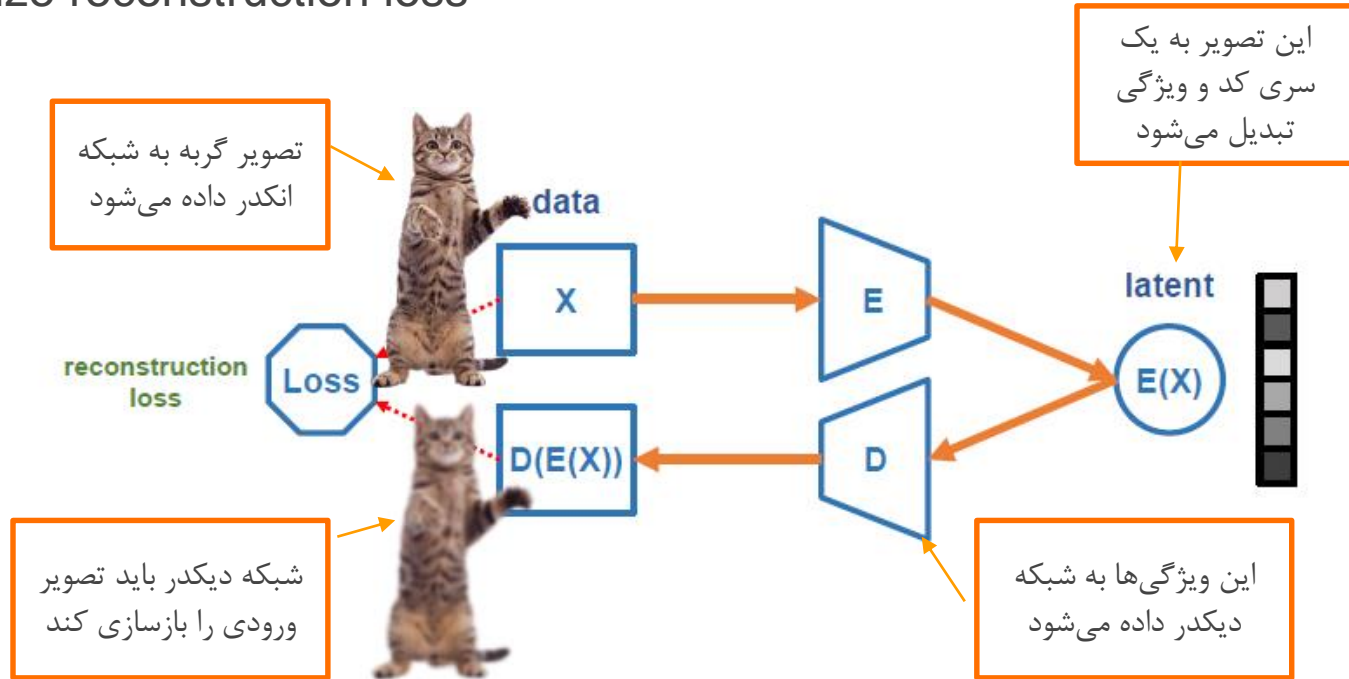 reconstruction loss
این تصویر به یک
سری کد و ویژگی
تبدیل می‌شود
تصویر گربه به شبکه
انکدر داده می‌شود
data
X
E
latent
E(X)
reconstruction
loss
Loss
D(E(X))
D
شبکه دیکدر باید تصویر
ورودی را بازسازی کند
این ویژگی‌ها به شبکه
دیکدر داده می‌شود